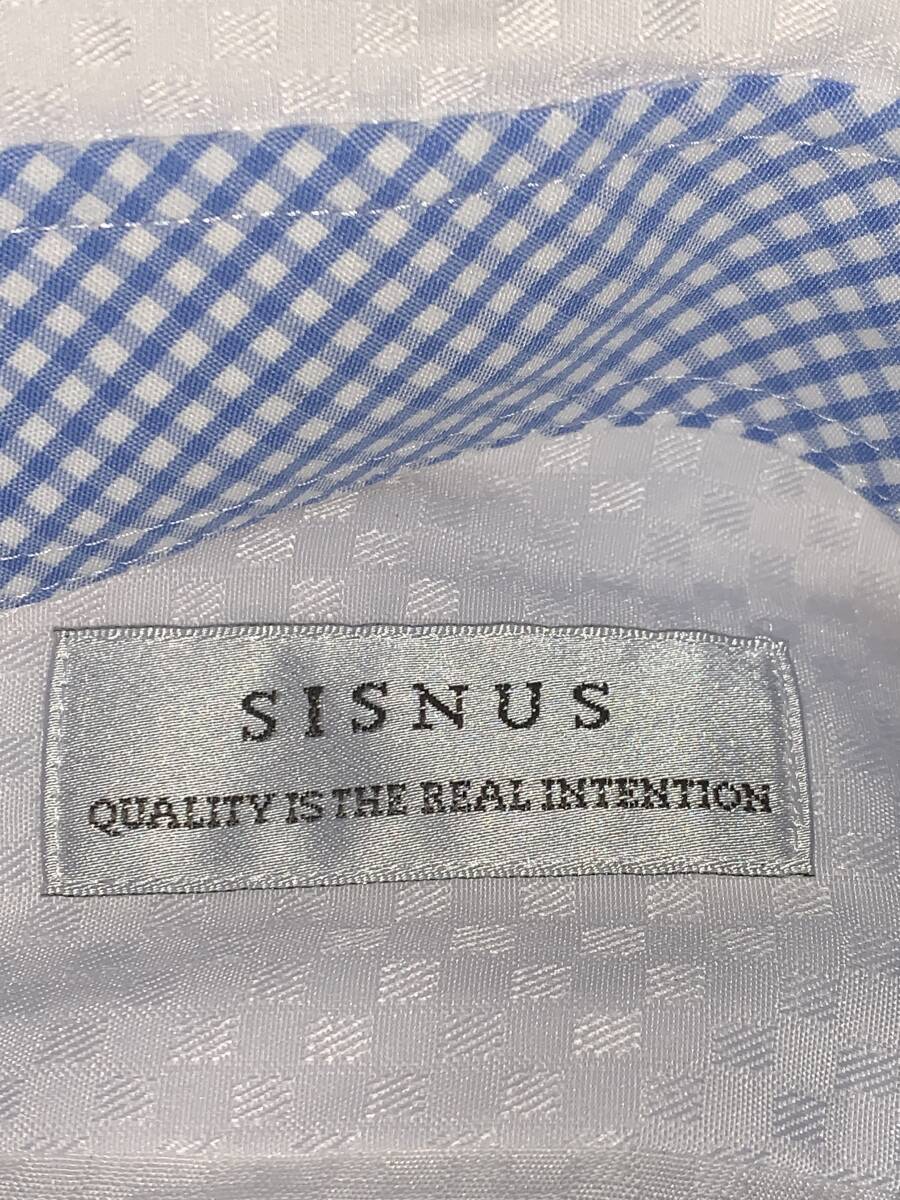 SISNUS
QUALITY IS THE REAL INTENTION